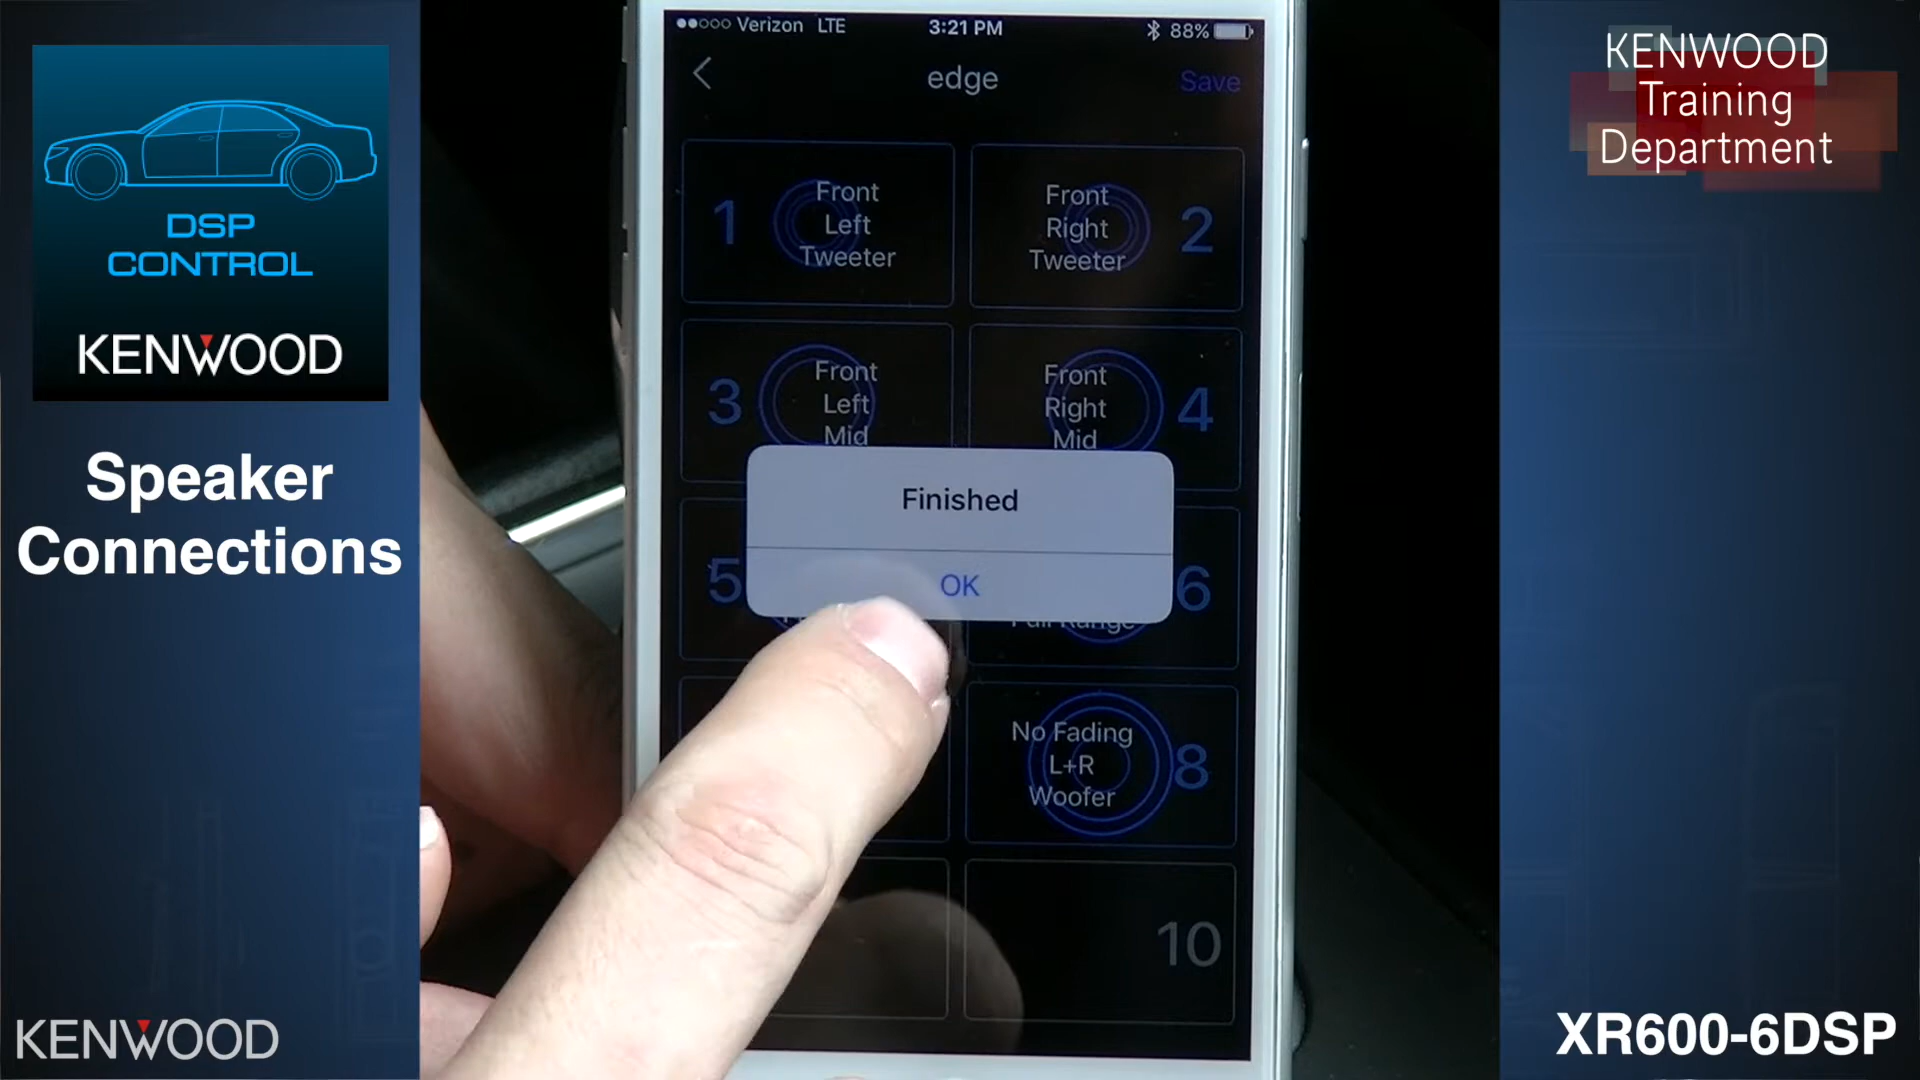 Verizon LTE
3:21 PM
88%
edge
Save
1
Front
Left
Tweeter
Front
Right
Tweeter
2
3
Front
Left
Mid
Front
Right
Mid
4
Finished
OK
5
6
Full Range
No Fading
L+R
Woofer
8
10
DSP
CONTROL
KENWOOD
Speaker
Connections
KENWOOD
KENWOOD
Training
Department
XR600-6DSP